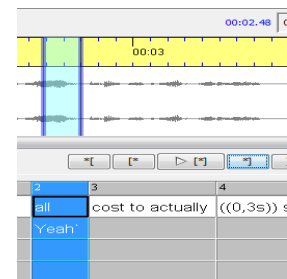 00:02.48
00:03
*[ [* ▷ [*] *]
2 3 4
all cost to actually ((0,3s)) s
Yeah'